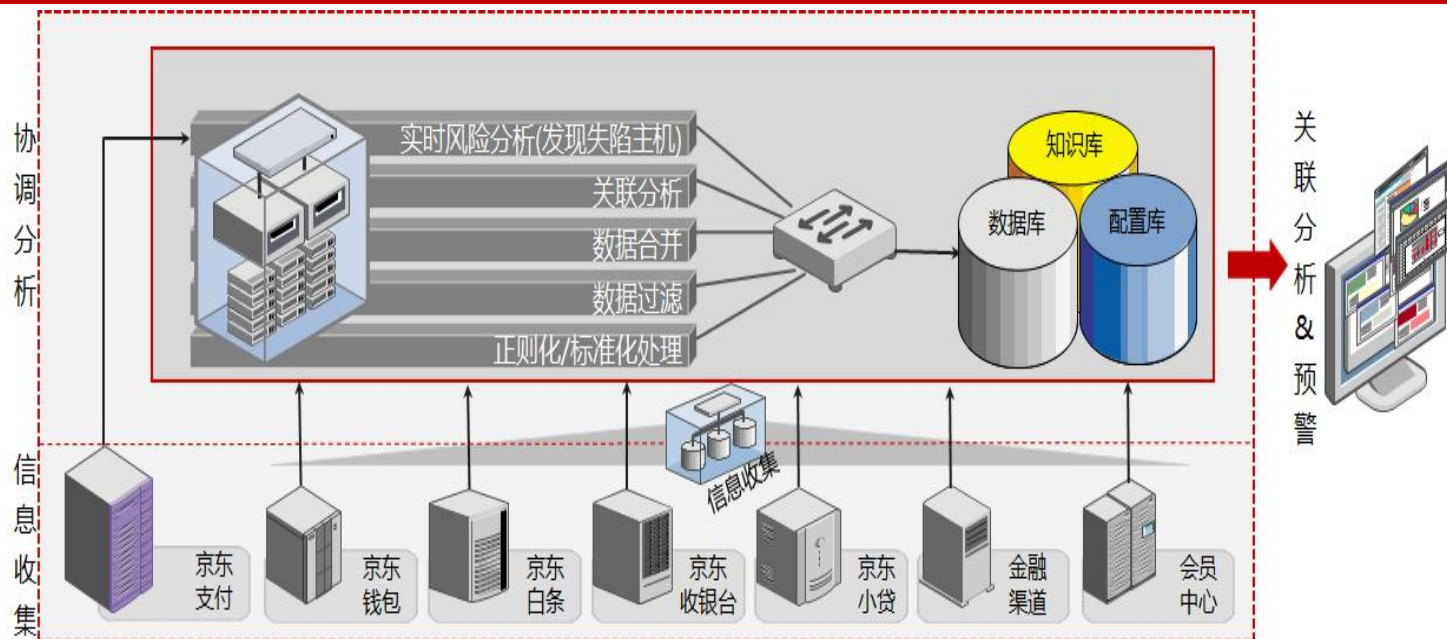 协调分析
实时风险分析(发现失陷主机)
关联分析
数据合并
数据过滤
正则化/标准化处理
知识库
数据库
配置库
关联分析&预警
信息收集
信息收集
京东
支付
京东
钱包
京东
白条
京东
收银台
京东
小贷
金融
渠道
会员
中心